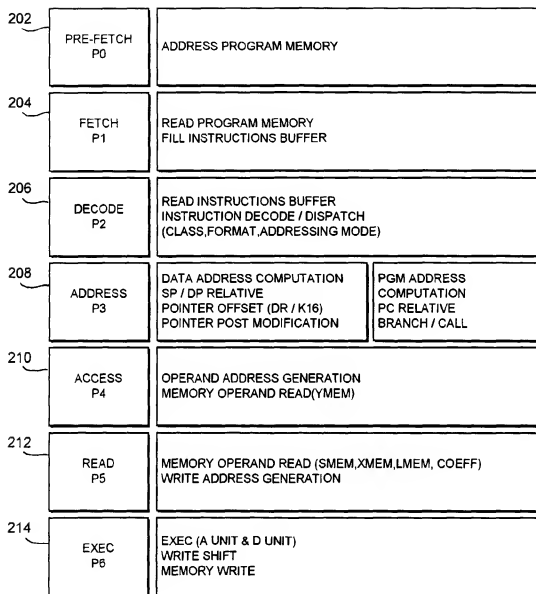 202
PRE-FETCH
P0
ADDRESS PROGRAM MEMORY
204
FETCH
P1
READ PROGRAM MEMORY
FILL INSTRUCTIONS BUFFER
206
DECODE
P2
READ INSTRUCTIONS BUFFER
INSTRUCTION DECODE / DISPATCH
(CLASS,FORMAT,ADDRESSING MODE)
208
ADDRESS
P3
DATA ADDRESS COMPUTATION
SP / DP RELATIVE
POINTER OFFSET (DR / K16)
POINTER POST MODIFICATION
PGM ADDRESS
COMPUTATION
PC RELATIVE
BRANCH / CALL
210
ACCESS
P4
OPERAND ADDRESS GENERATION
MEMORY OPERAND READ(YMEM)
212
READ
P5
MEMORY OPERAND READ (SMEM,XMEM,LMEM, COEFF)
WRITE ADDRESS GENERATION
214
EXEC
P6
EXEC (A UNIT & D UNIT)
WRITE SHIFT
MEMORY WRITE